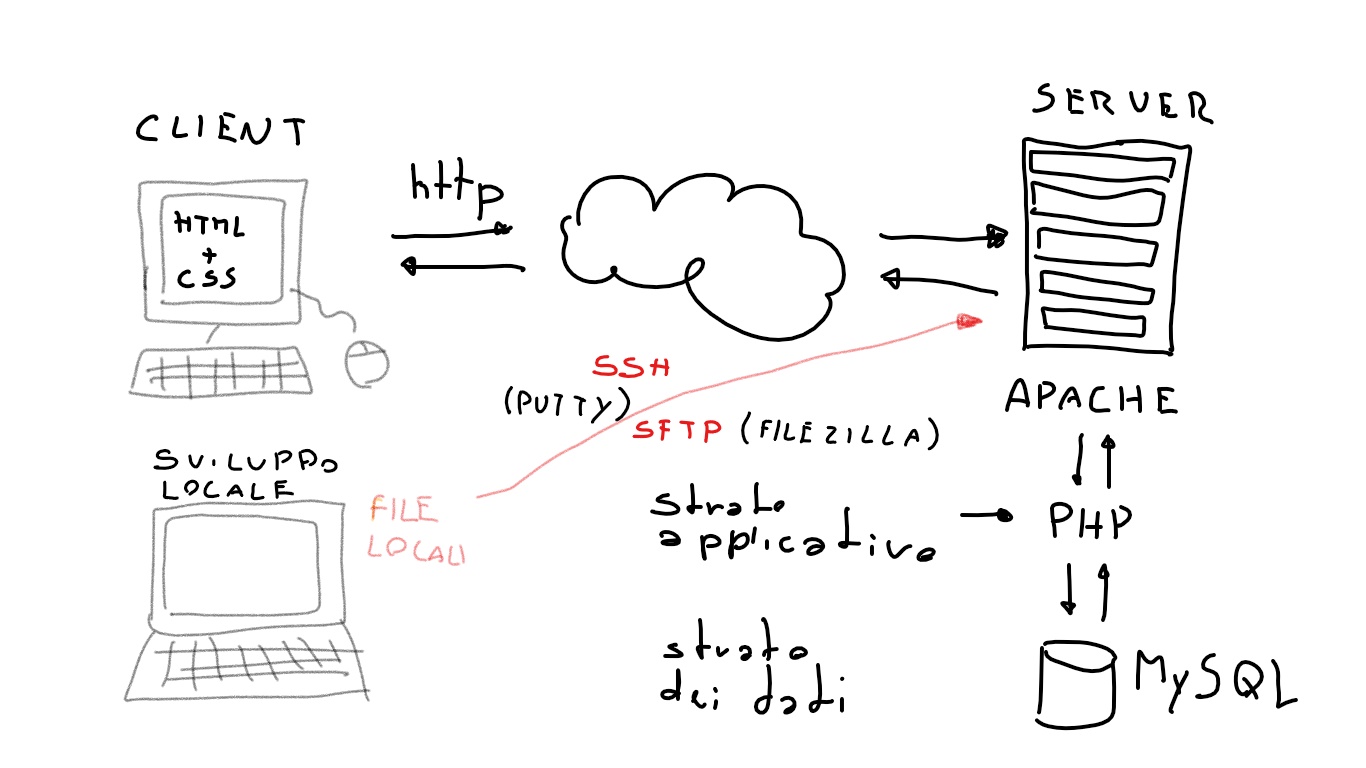 CLIENT
HTML
+
CSS
http
SERVER
SSH
(PUTTY)
SFTP (FILEZILLA)
APACHE
SVILUPPO
LOCALE
FILE
LOCALI
strato
applicativo
PHP
strato
dei dati
MySQL